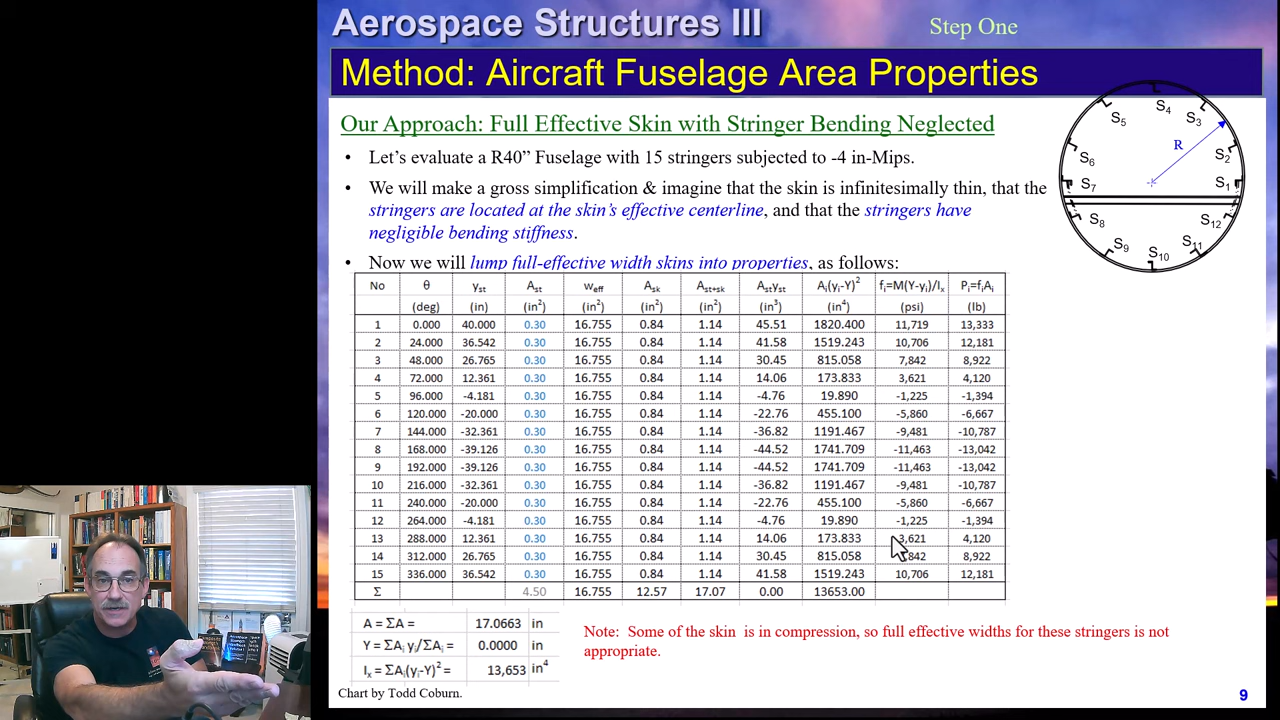 Aerospace Structures III
Step One
Method: Aircraft Fuselage Area Properties
Our Approach: Full Effective Skin with Stringer Bending Neglected
• Let's evaluate a R40” Fuselage with 15 stringers subjected to -4 in-Mips.
• We will make a gross simplification & imagine that the skin is infinitesimally thin, that the
stringers are located at the skin's effective centerline, and that the stringers have
negligible bending stiffness.
• Now we will lump full-effective width skins into properties, as follows:
S4
S5
S3
R
S6
S2
S7
S1
S8
S12
S9
S11
S10
No θ yst Ast weff Ask Ast+sk Astyst Ai(yi-Y)² fi=M(Y-yi)/Ix Pi=fiAi
(deg) (in) (in²) (in²) (in²) (in²) (in³) (in⁴) (psi) (lb)
1 0.000 40.000 0.30 16.755 0.84 1.14 45.51 1820.400 11,719 13,333
2 24.000 36.542 0.30 16.755 0.84 1.14 41.58 1519.243 10,706 12,181
3 48.000 26.765 0.30 16.755 0.84 1.14 30.45 815.058 7,842 8,922
4 72.000 12.361 0.30 16.755 0.84 1.14 14.06 173.833 3,621 4,120
5 96.000 -4.181 0.30 16.755 0.84 1.14 -4.76 19.890 -1,225 -1,394
6 120.000 -20.000 0.30 16.755 0.84 1.14 -22.76 455.100 -5,860 -6,667
7 144.000 -32.361 0.30 16.755 0.84 1.14 -36.82 1191.467 -9,481 -10,787
8 168.000 -39.126 0.30 16.755 0.84 1.14 -44.52 1741.709 -11,463 -13,042
9 192.000 -39.126 0.30 16.755 0.84 1.14 -44.52 1741.709 -11,463 -13,042
10 216.000 -32.361 0.30 16.755 0.84 1.14 -36.82 1191.467 -9,481 -10,787
11 240.000 -20.000 0.30 16.755 0.84 1.14 -22.76 455.100 -5,860 -6,667
12 264.000 -4.181 0.30 16.755 0.84 1.14 -4.76 19.890 -1,225 -1,394
13 288.000 12.361 0.30 16.755 0.84 1.14 14.06 173.833 3,621 4,120
14 312.000 26.765 0.30 16.755 0.84 1.14 30.45 815.058 842 8,922
15 336.000 36.542 0.30 16.755 0.84 1.14 41.58 1519.243 10,706 12,181
Σ 4.50 16.755 12.57 17.07 0.00 13653.00
A = ΣA = 17.0663 in
Y = ΣAi yi/ΣAi = 0.0000 in
Ix = ΣAi(yi-Y)² = 13,653 in⁴
Note: Some of the skin is in compression, so full effective widths for these stringers is not
appropriate.
Chart by Todd Coburn.
9
Aerospace
Structures